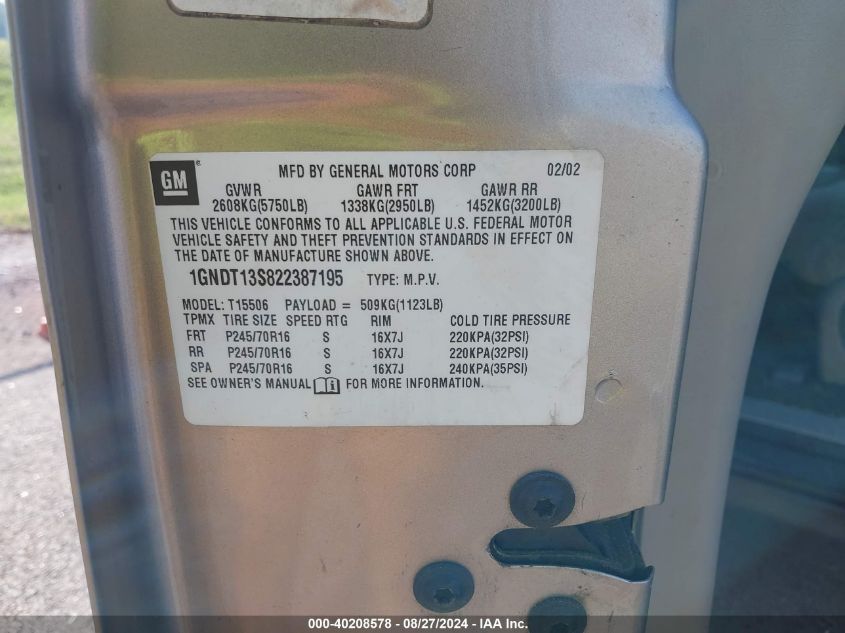 GM ® MFD BY GENERAL MOTORS CORP 02/02
GVWR GAWR FRT GAWR RR
2608KG(5750LB) 1338KG(2950LB) 1452KG(3200LB)
THIS VEHICLE CONFORMS TO ALL APPLICABLE U.S. FEDERAL MOTOR
VEHICLE SAFETY AND THEFT PREVENTION STANDARDS IN EFFECT ON
THE DATE OF MANUFACTURE SHOWN ABOVE.
1GNDT13S822387195 TYPE: M.P.V.
MODEL: T15506 PAYLOAD = 509KG(1123LB)
TPMX TIRE SIZE SPEED RTG RIM COLD TIRE PRESSURE
FRT P245/70R16 S 16X7J 220KPA(32PSI)
RR P245/70R16 S 16X7J 220KPA(32PSI)
SPA P245/70R16 S 16X7J 240KPA(35PSI)
SEE OWNER'S MANUAL FOR MORE INFORMATION.
000-40208578 - 08/27/2024 - IAA Inc.